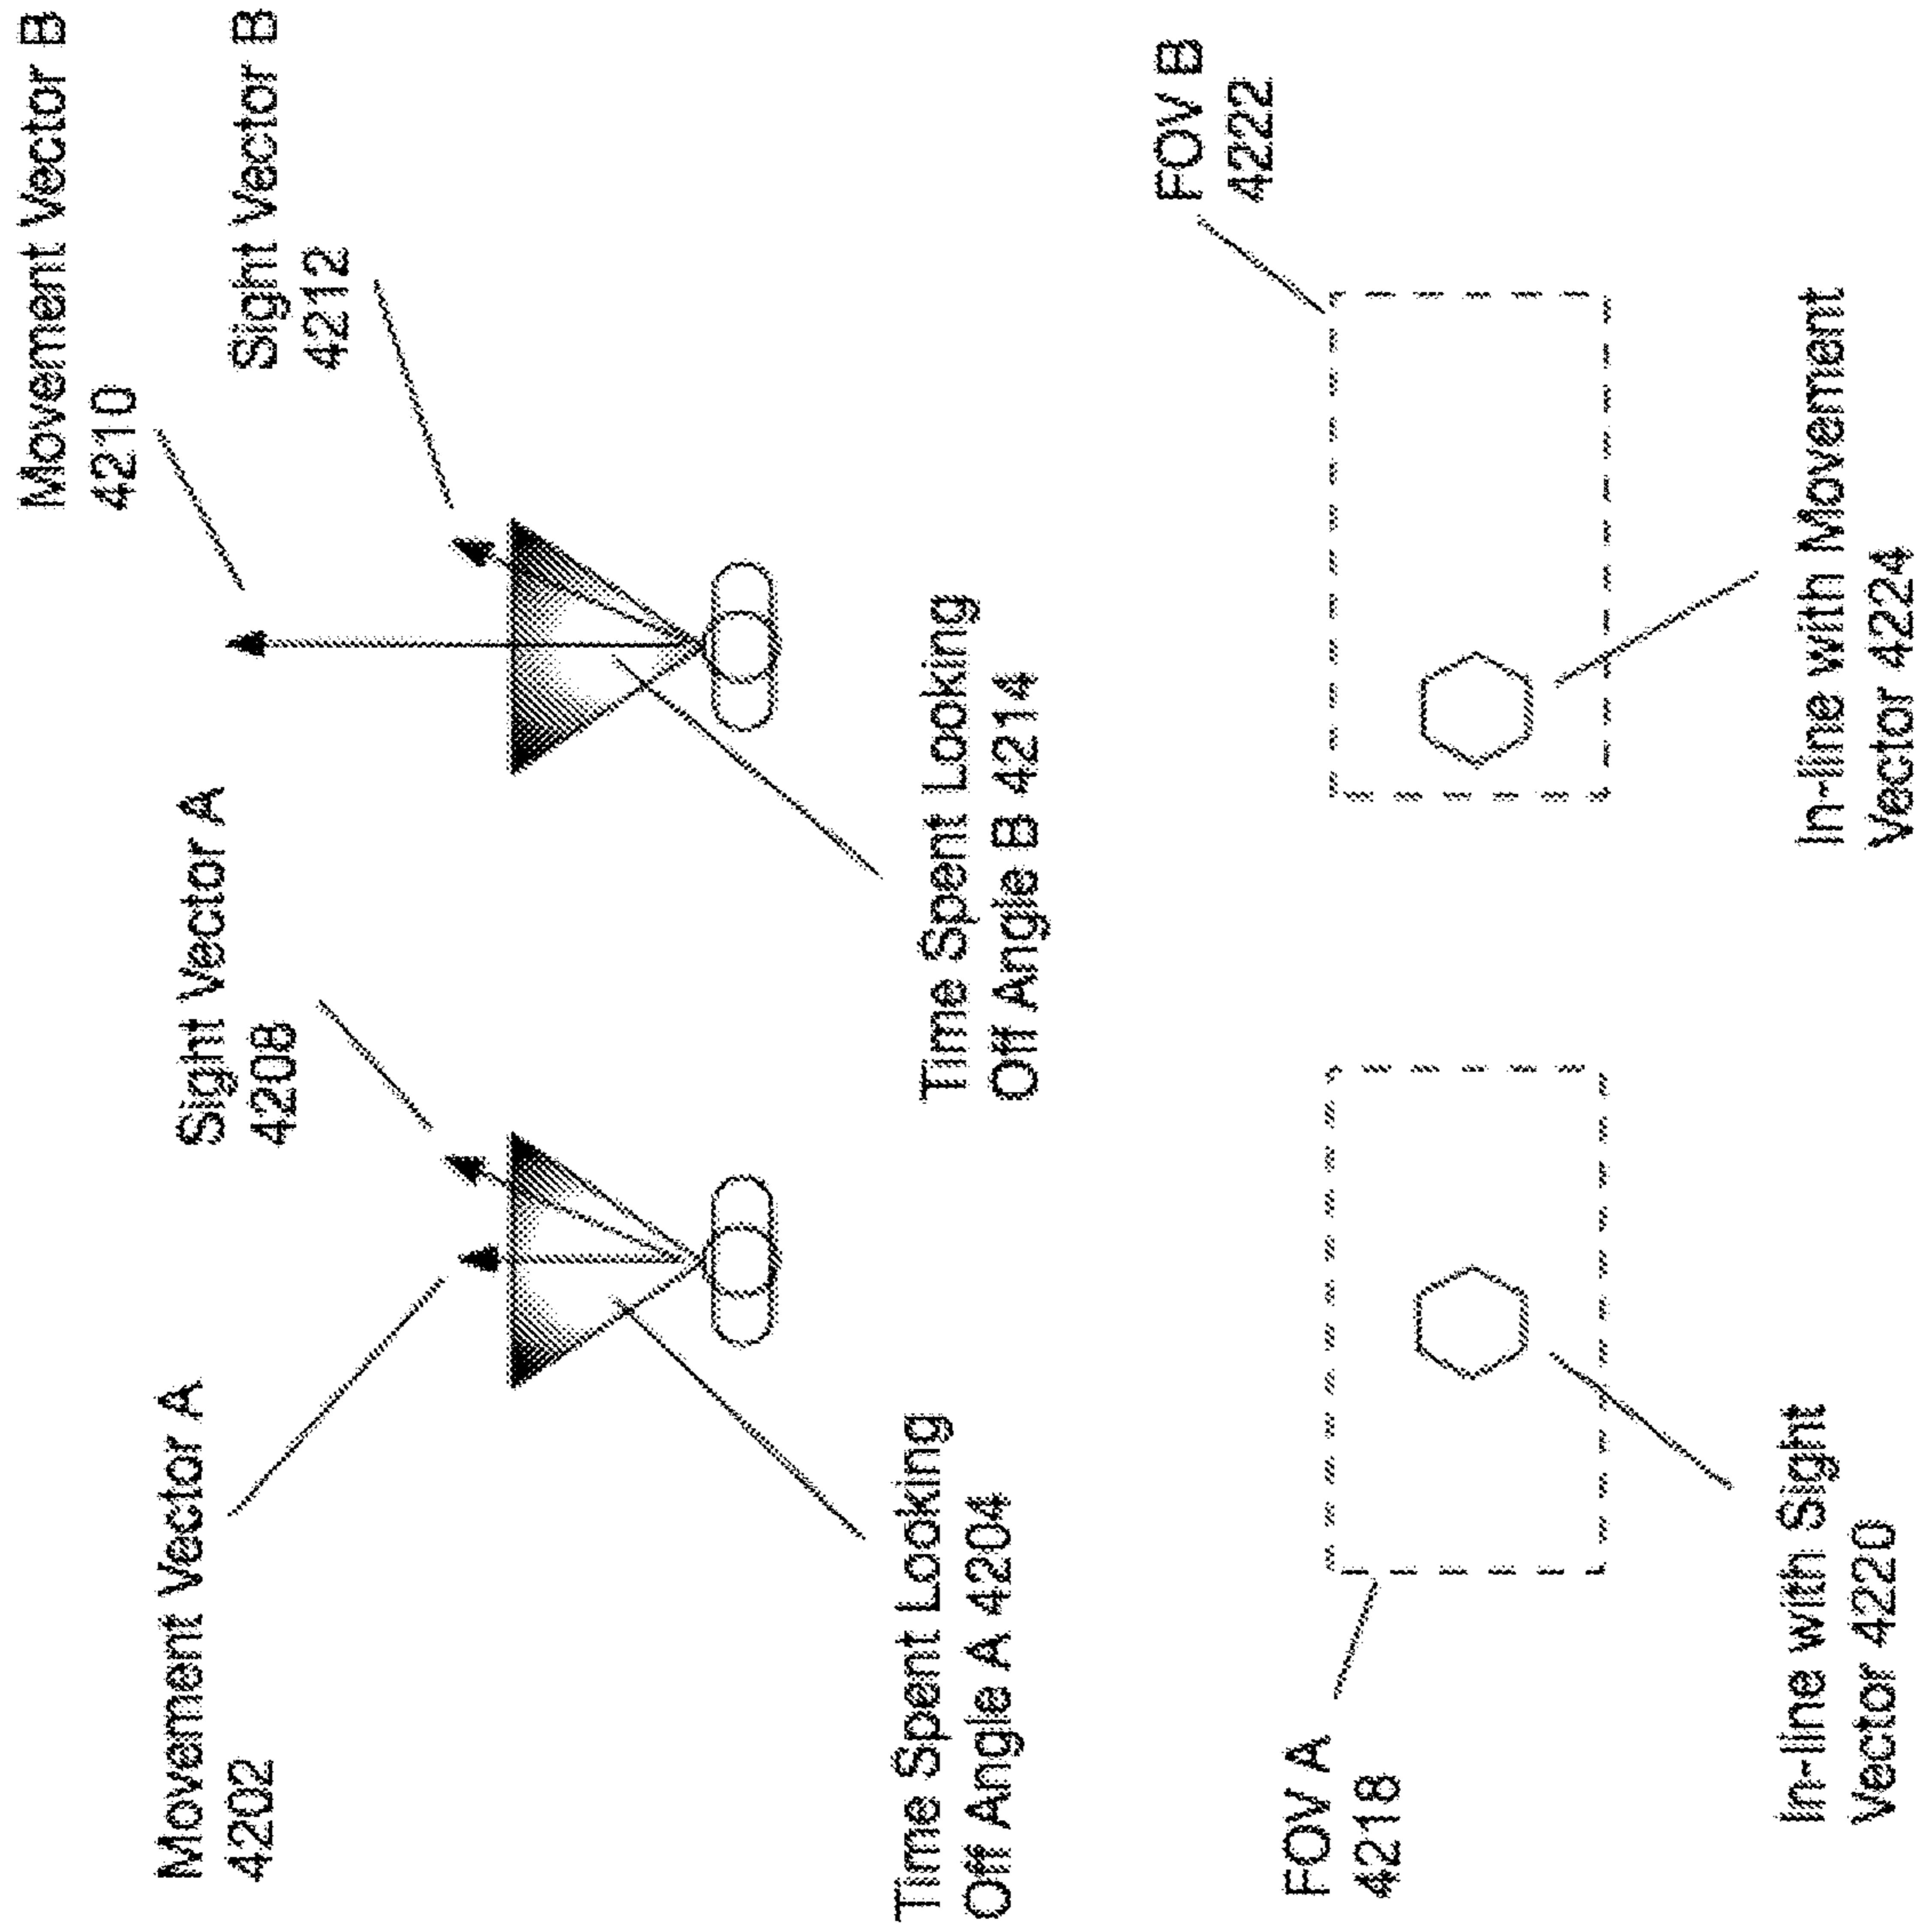 Movement Vector A
4202
Sight Vector A
4208
Movement Vector B
4210
Sight Vector B
4212
Time Spent Looking
Off Angle A 4204
Time Spent Looking
Off Angle B 4214
FOV A
4218
FOV B
4222
In-line with Sight
Vector 4220
In-line with Movement
Vector 4224